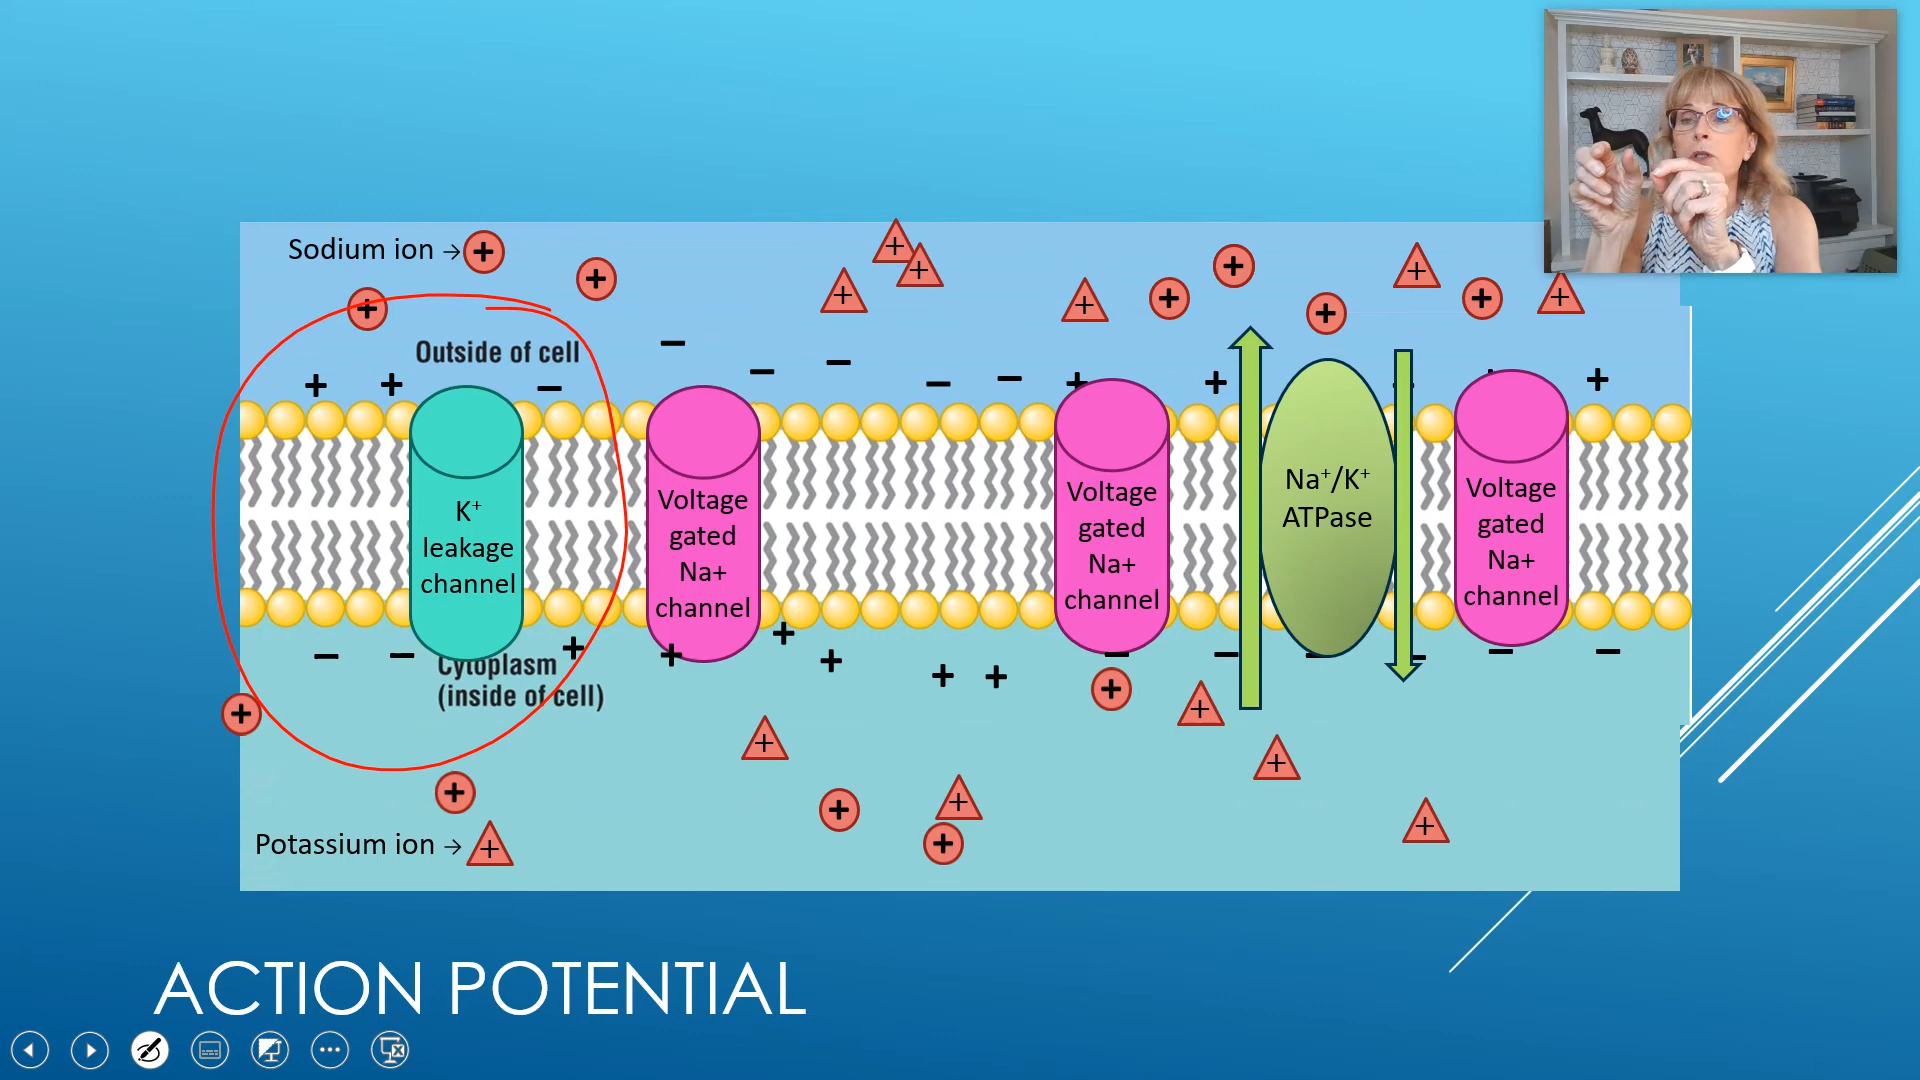 Sodium ion →
Outside of cell
K⁺
leakage
channel
Voltage
gated
Na+
channel
Voltage
gated
Na+
channel
Na⁺/K⁺
ATPase
Voltage
gated
Na+
channel
Cytoplasm
(inside of cell)
Potassium ion →
ACTION POTENTIAL